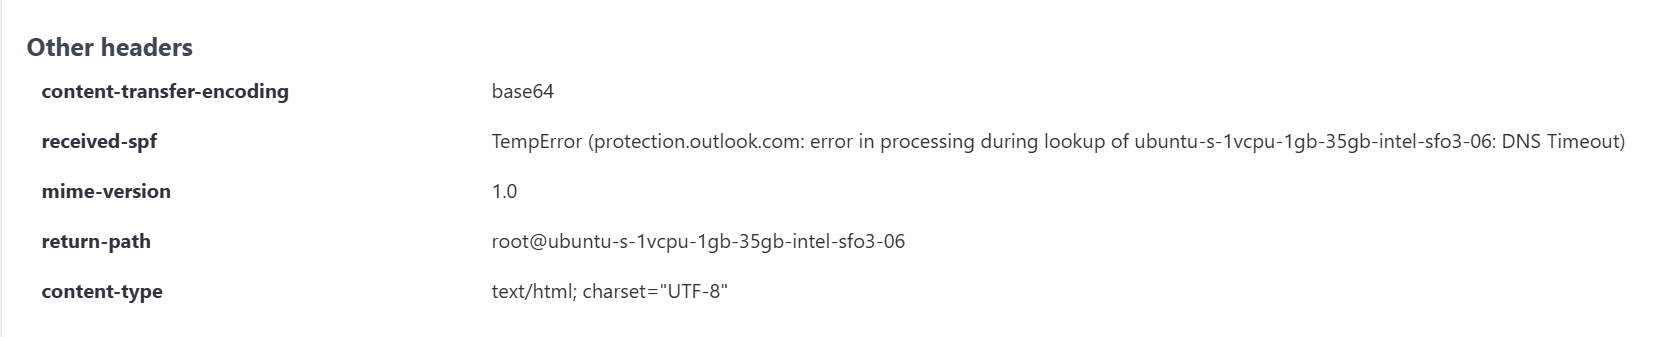 Other headers
content-transfer-encoding base64
received-spf TempError (protection.outlook.com: error in processing during lookup of ubuntu-s-1vcpu-1gb-35gb-intel-sfo3-06: DNS Timeout)
mime-version 1.0
return-path root@ubuntu-s-1vcpu-1gb-35gb-intel-sfo3-06
content-type text/html; charset="UTF-8"